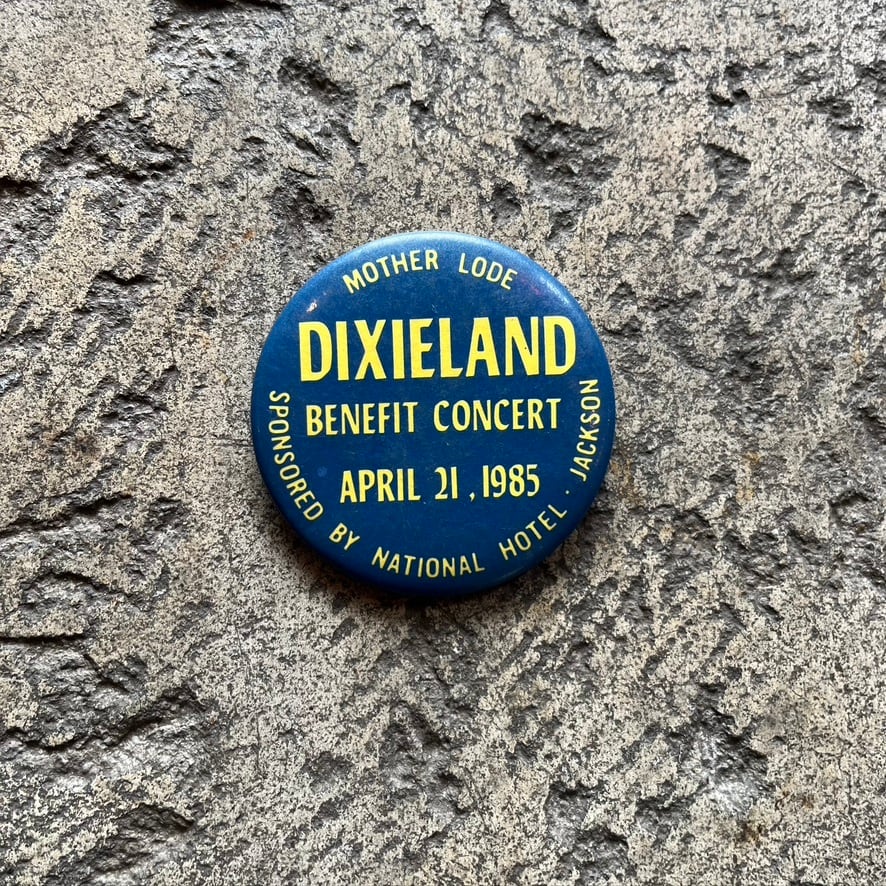 MOTHER LODE
DIXIELAND
BENEFIT CONCERT
APRIL 21, 1985
SPONSORED BY NATIONAL HOTEL · JACKSON